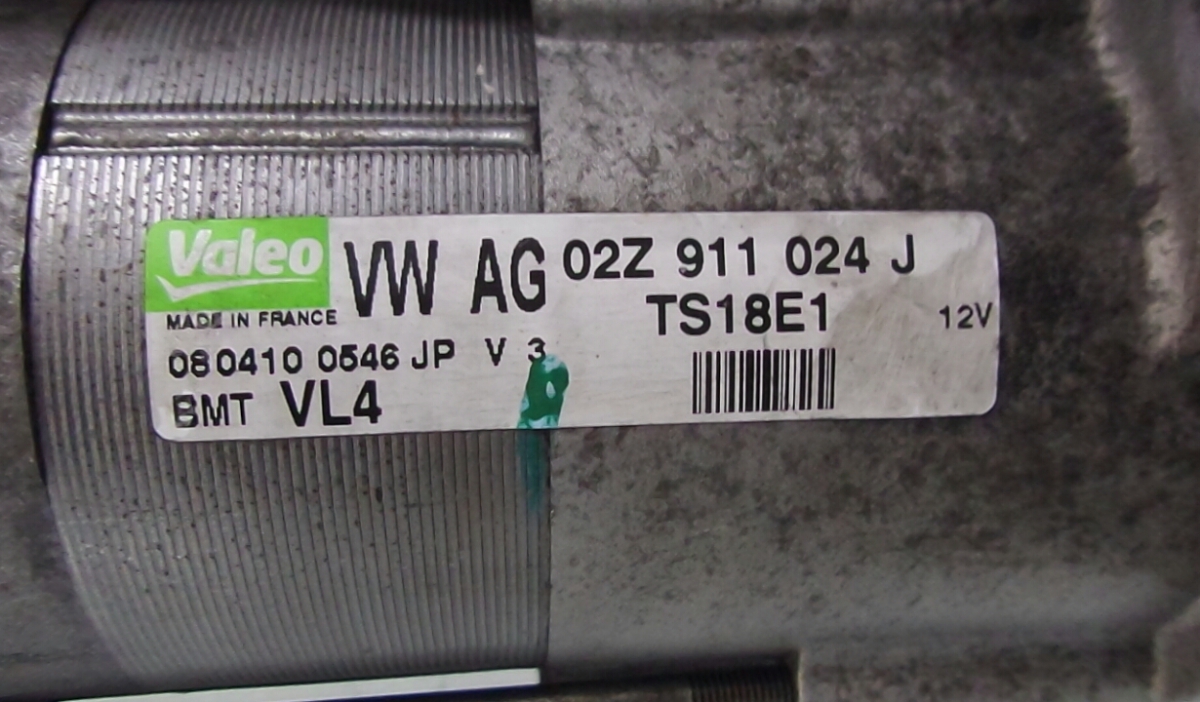 Valeo VW AG 02Z 911 024 J
MADE IN FRANCE TS18E1 12V
080410 0546 JP V 3
BMT VL4